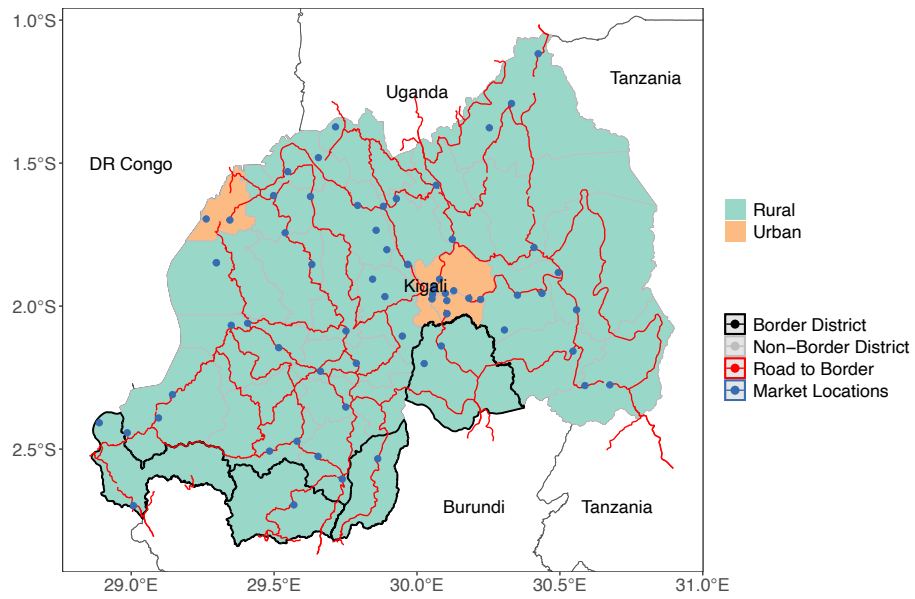 1.0°S
1.5°S
2.0°S
2.5°S
Uganda
Tanzania
DR Congo
Kigali
Burundi
Tanzania
29.0°E
29.5°E
30.0°E
30.5°E
31.0°E
Rural
Urban
Border District
Non−Border District
Road to Border
Market Locations